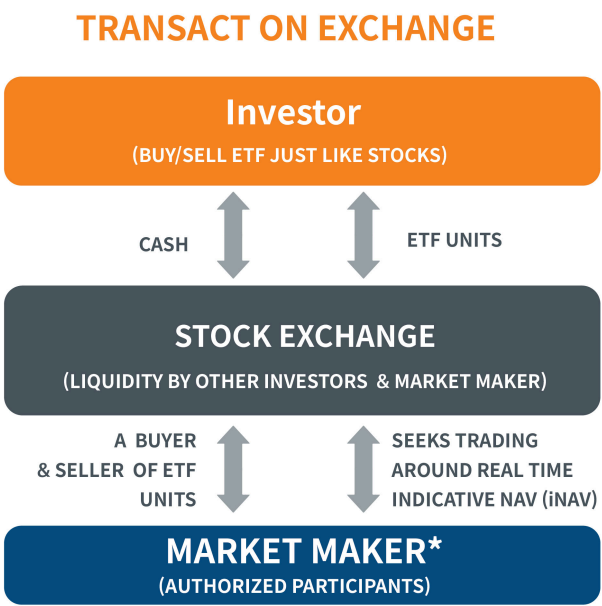 TRANSACT ON EXCHANGE
Investor
(BUY/SELL ETF JUST LIKE STOCKS)
CASH
ETF UNITS
STOCK EXCHANGE
(LIQUIDITY BY OTHER INVESTORS & MARKET MAKER)
A BUYER
& SELLER OF ETF
UNITS
SEEKS TRADING
AROUND REAL TIME
INDICATIVE NAV (iNAV)
MARKET MAKER*
(AUTHORIZED PARTICIPANTS)